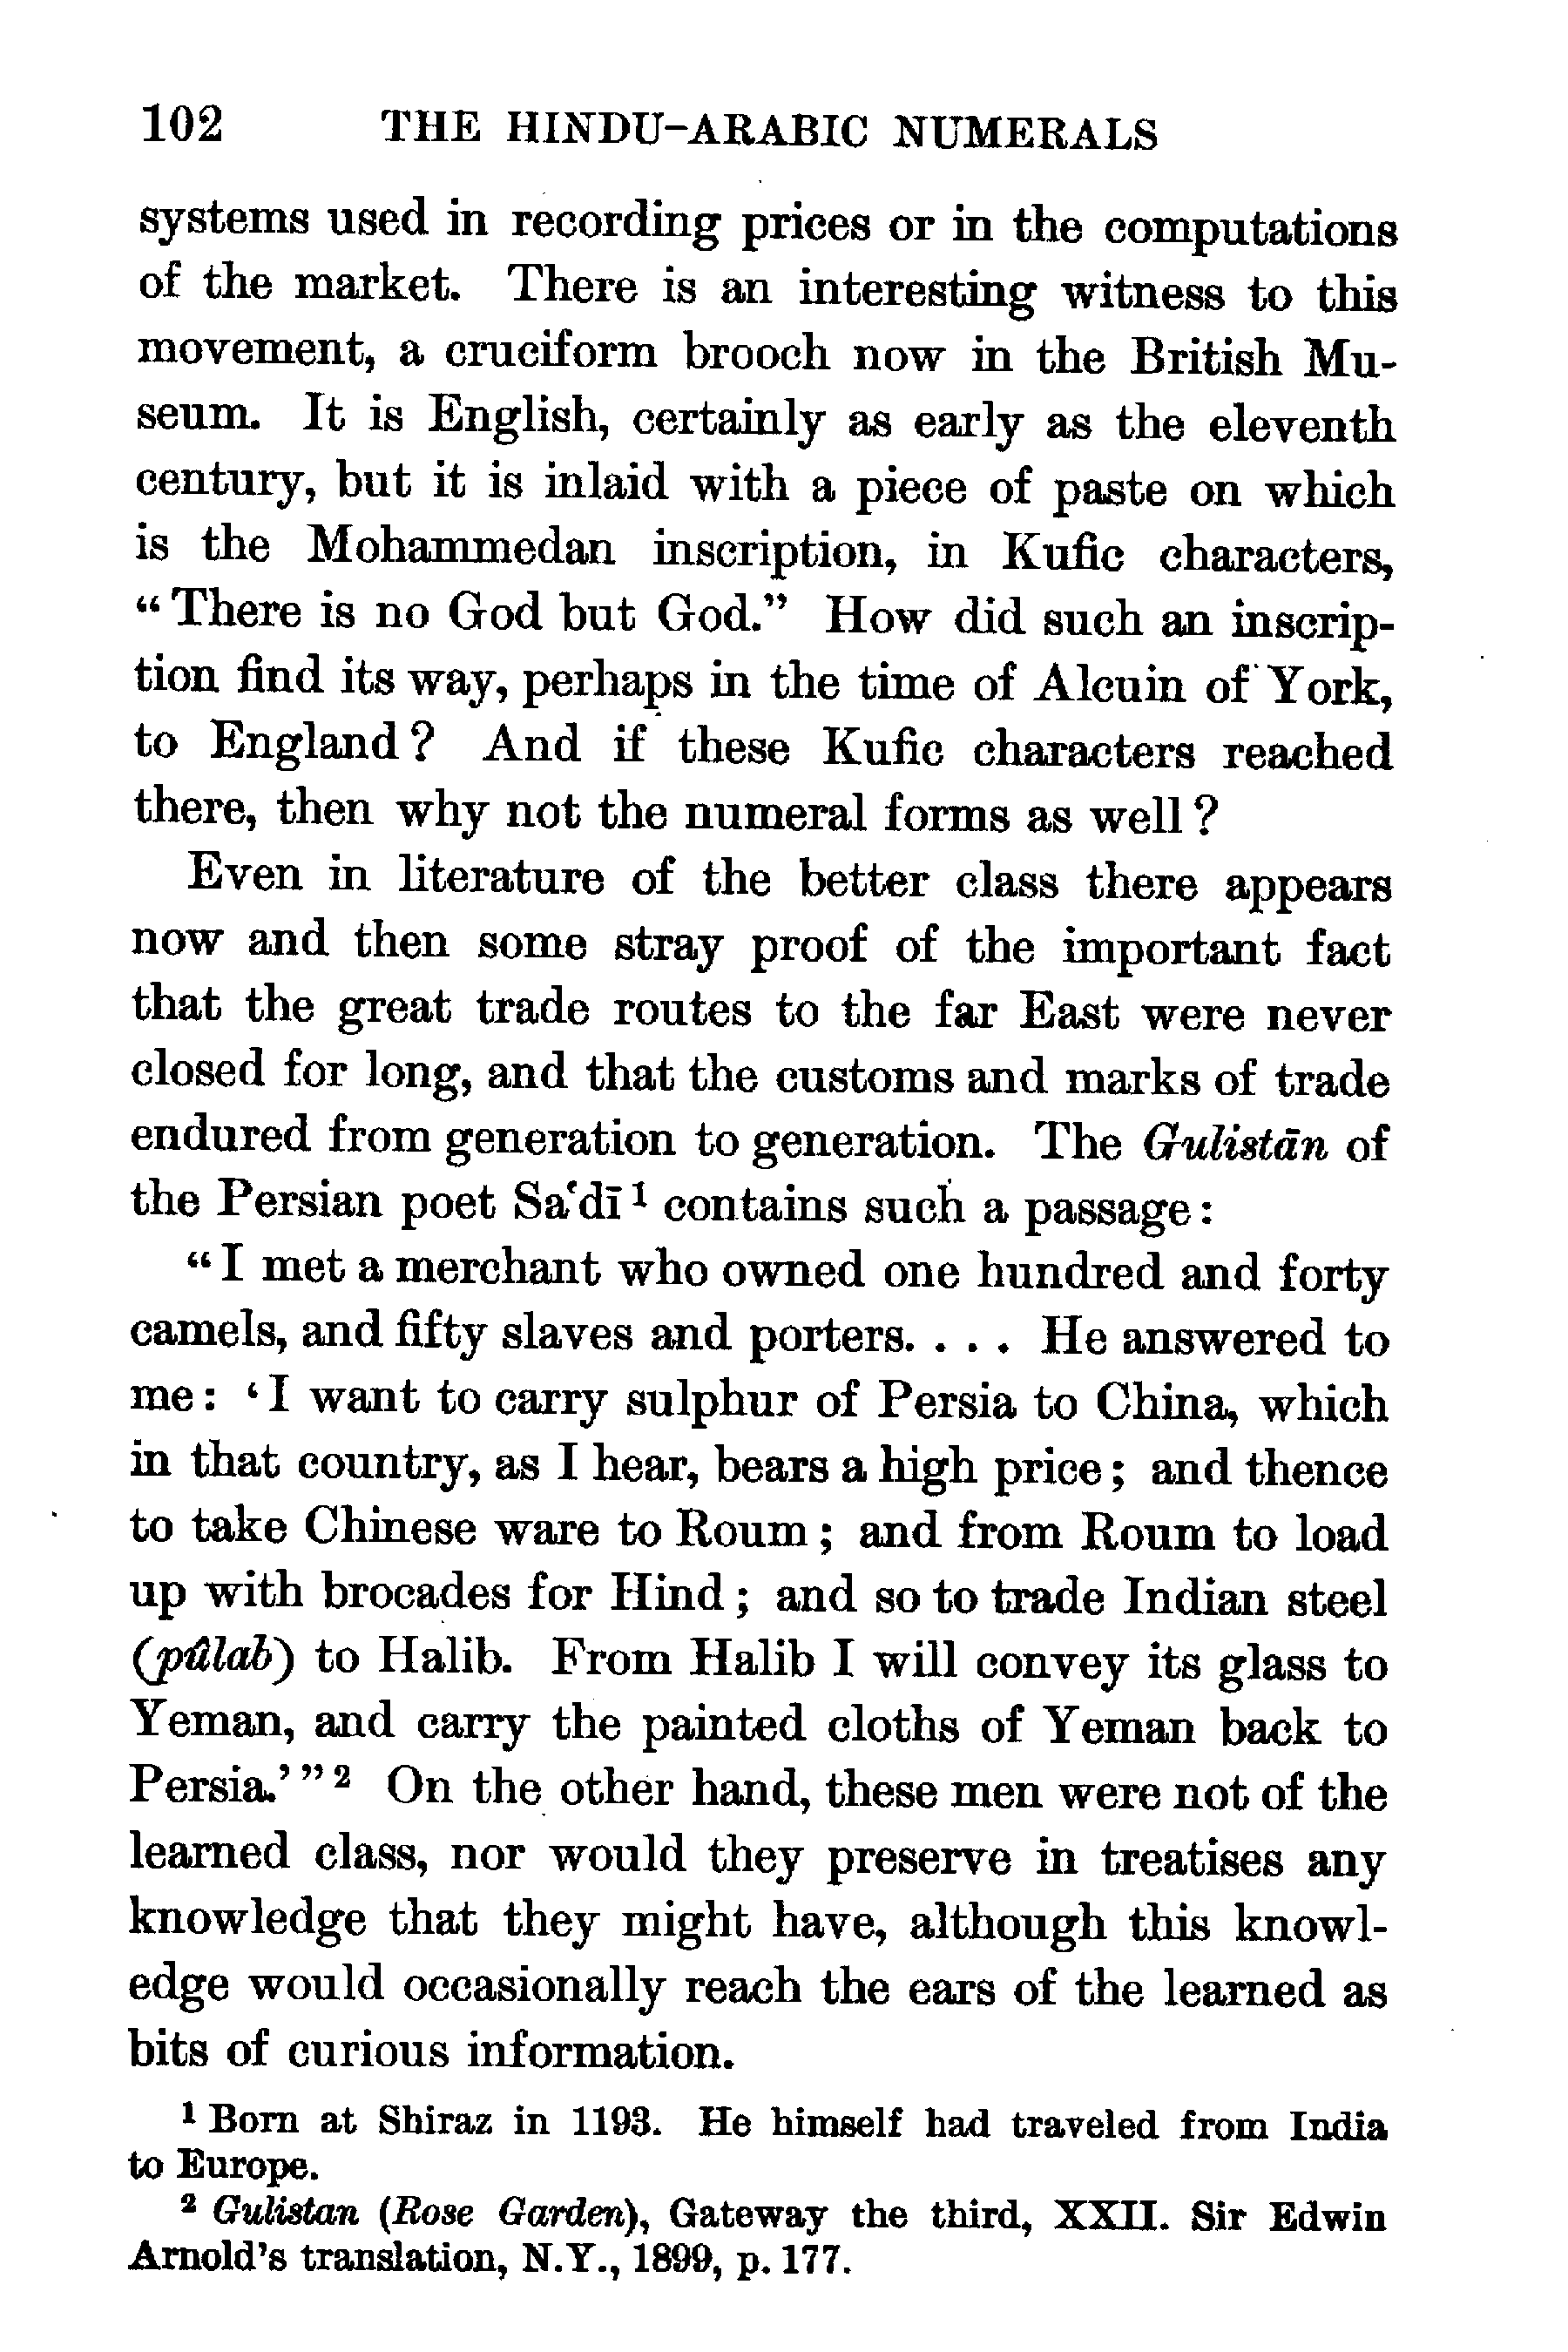 102 THE HINDU-ARABIC NUMERALS
systems used in recording prices or in the computations
of the market. There is an interesting witness to this
movement, a cruciform brooch now in the British Mu-
seum. It is English, certainly as early as the eleventh
century, but it is inlaid with a piece of paste on which
is the Mohammedan inscription, in Kufic characters,
“There is no God but God.” How did such an inscrip-
tion find its way, perhaps in the time of Alcuin of York,
to England? And if these Kufic characters reached
there, then why not the numeral forms as well?
Even in literature of the better class there appears
now and then some stray proof of the important fact
that the great trade routes to the far East were never
closed for long, and that the customs and marks of trade
endured from generation to generation. The Gulistān of
the Persian poet Saʿdī¹ contains such a passage:
“I met a merchant who owned one hundred and forty
camels, and fifty slaves and porters. . . . He answered to
me: ‘I want to carry sulphur of Persia to China, which
in that country, as I hear, bears a high price; and thence
to take Chinese ware to Roum; and from Roum to load
up with brocades for Hind; and so to trade Indian steel
(pûlab) to Halib. From Halib I will convey its glass to
Yeman, and carry the painted cloths of Yeman back to
Persia.’”² On the other hand, these men were not of the
learned class, nor would they preserve in treatises any
knowledge that they might have, although this knowl-
edge would occasionally reach the ears of the learned as
bits of curious information.
¹ Born at Shiraz in 1193. He himself had traveled from India
to Europe.
² Gulistan (Rose Garden), Gateway the third, XXII. Sir Edwin
Arnold’s translation, N.Y., 1899, p. 177.